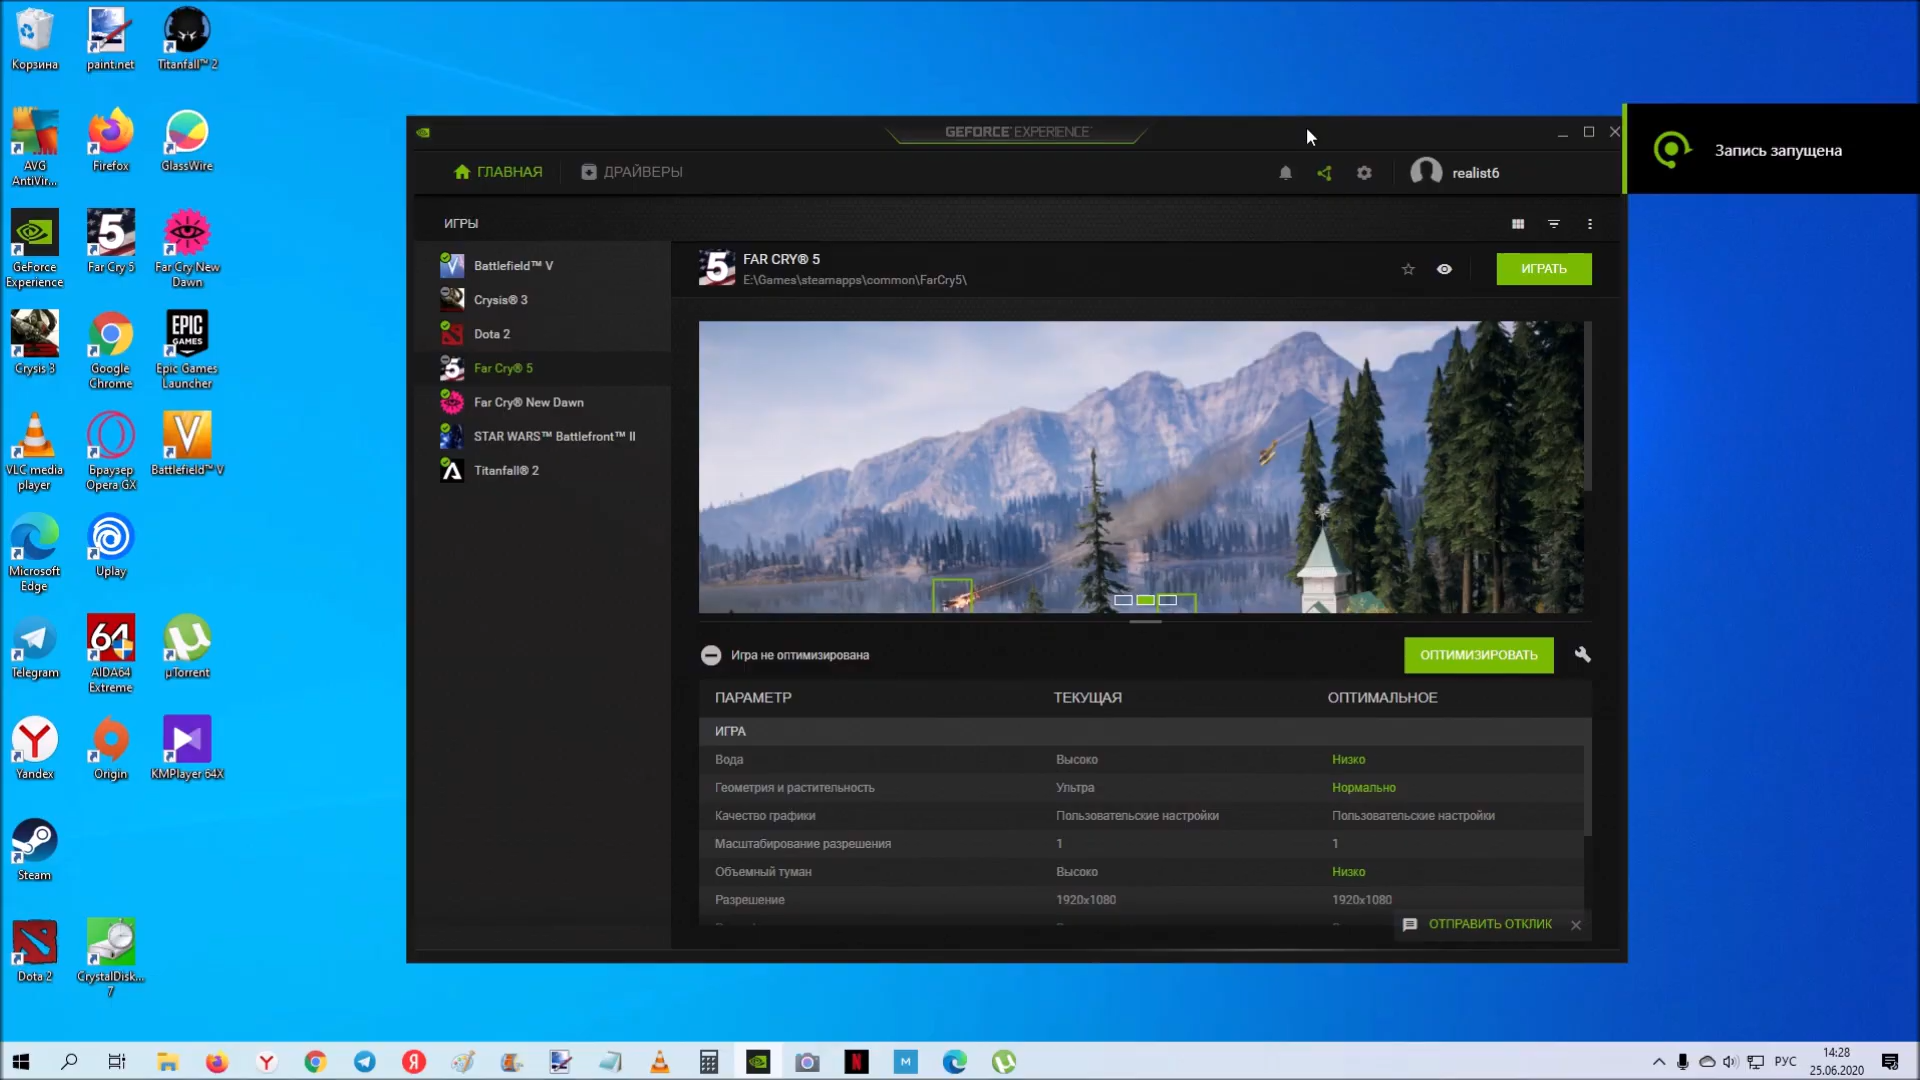 Корзина
paint.net
Titanfall™ 2
AVG
AntiVir...
Firefox
GlassWire
GeForce
Experience
Far Cry 5
Far Cry New
Dawn
Crysis 3
Google
Chrome
Epic Games
Launcher
EPIC
GAMES
VLC media
player
Браузер
Opera GX
Battlefield™ V
Microsoft
Edge
Uplay
Telegram
64
AIDA64
Extreme
µTorrent
Yandex
Origin
KMPlayer 64X
Steam
Dota 2
CrystalDisk...
7
GEFORCE EXPERIENCE
ГЛАВНАЯ
ДРАЙВЕРЫ
realist6
Запись запущена
ИГРЫ
Battlefield™ V
Crysis® 3
Dota 2
Far Cry® 5
Far Cry® New Dawn
STAR WARS™ Battlefront™ II
Titanfall® 2
FAR CRY® 5
E:\Games\steamapps\common\FarCry5\
ИГРАТЬ
Игра не оптимизирована
ОПТИМИЗИРОВАТЬ
ПАРАМЕТР ТЕКУЩАЯ ОПТИМАЛЬНОЕ
ИГРА
Вода Высоко Низко
Геометрия и растительность Ультра Нормально
Качество графики Пользовательские настройки Пользовательские настройки
Масштабирование разрешения 1 1
Объемный туман Высоко Низко
Разрешение 1920x1080 1920x1080
ОТПРАВИТЬ ОТКЛИК
РУС
14:28
25.06.2020